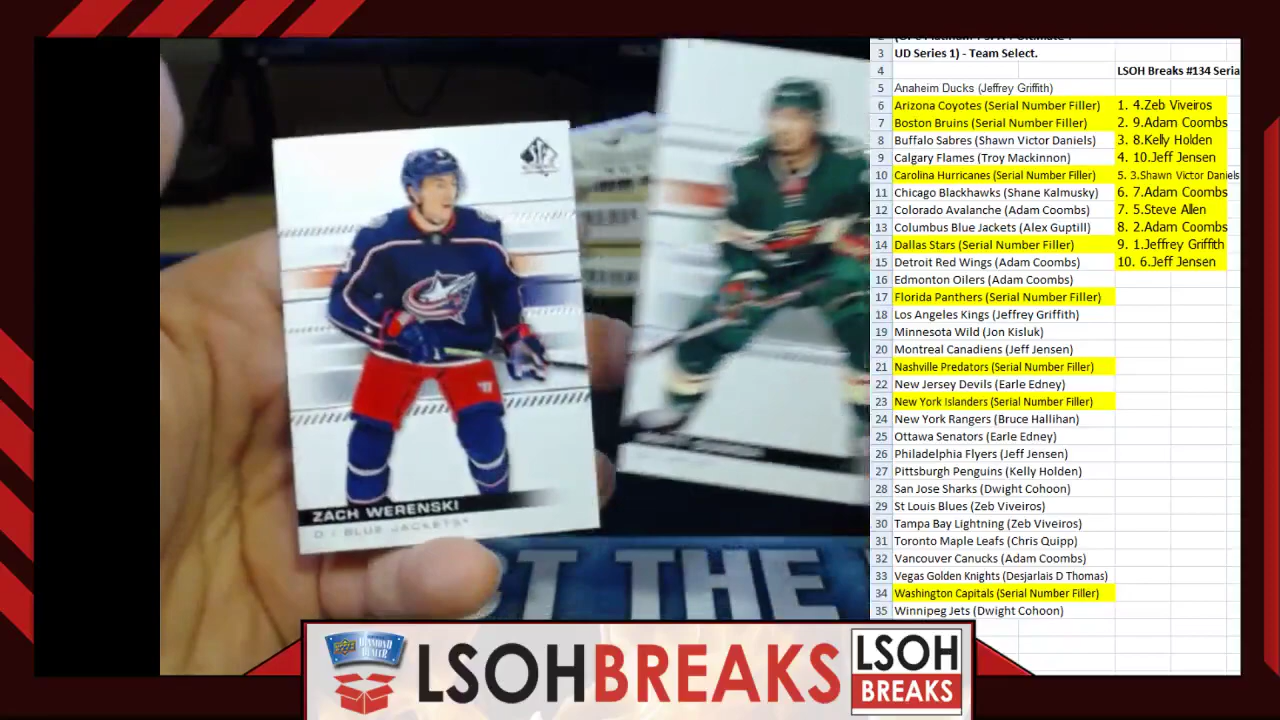 3 UD Series 1) - Team Select.
4 LSOH Breaks #134 Seria
5 Anaheim Ducks (Jeffrey Griffith)
6 Arizona Coyotes (Serial Number Filler) 1. 4.Zeb Viveiros
7 Boston Bruins (Serial Number Filler) 2. 9.Adam Coombs
8 Buffalo Sabres (Shawn Victor Daniels) 3. 8.Kelly Holden
9 Calgary Flames (Troy Mackinnon) 4. 10.Jeff Jensen
10 Carolina Hurricanes (Serial Number Filler) 5. 3.Shawn Victor Daniels
11 Chicago Blackhawks (Shane Kalmusky) 6. 7.Adam Coombs
12 Colorado Avalanche (Adam Coombs) 7. 5.Steve Allen
13 Columbus Blue Jackets (Alex Guptill) 8. 2.Adam Coombs
14 Dallas Stars (Serial Number Filler) 9. 1.Jeffrey Griffith
15 Detroit Red Wings (Adam Coombs) 10. 6.Jeff Jensen
16 Edmonton Oilers (Adam Coombs)
17 Florida Panthers (Serial Number Filler)
18 Los Angeles Kings (Jeffrey Griffith)
19 Minnesota Wild (Jon Kisluk)
20 Montreal Canadiens (Jeff Jensen)
21 Nashville Predators (Serial Number Filler)
22 New Jersey Devils (Earle Edney)
23 New York Islanders (Serial Number Filler)
24 New York Rangers (Bruce Hallihan)
25 Ottawa Senators (Earle Edney)
26 Philadelphia Flyers (Jeff Jensen)
27 Pittsburgh Penguins (Kelly Holden)
28 San Jose Sharks (Dwight Cohoon)
29 St Louis Blues (Zeb Viveiros)
30 Tampa Bay Lightning (Zeb Viveiros)
31 Toronto Maple Leafs (Chris Quipp)
32 Vancouver Canucks (Adam Coombs)
33 Vegas Golden Knights (Desjarlais D Thomas)
34 Washington Capitals (Serial Number Filler)
35 Winnipeg Jets (Dwight Cohoon)
SP
ZACH WERENSKI
D / BLUE JACKETS
THE
DIAMOND
DEALER
LSOHBREAKS
LSOH
BREAKS